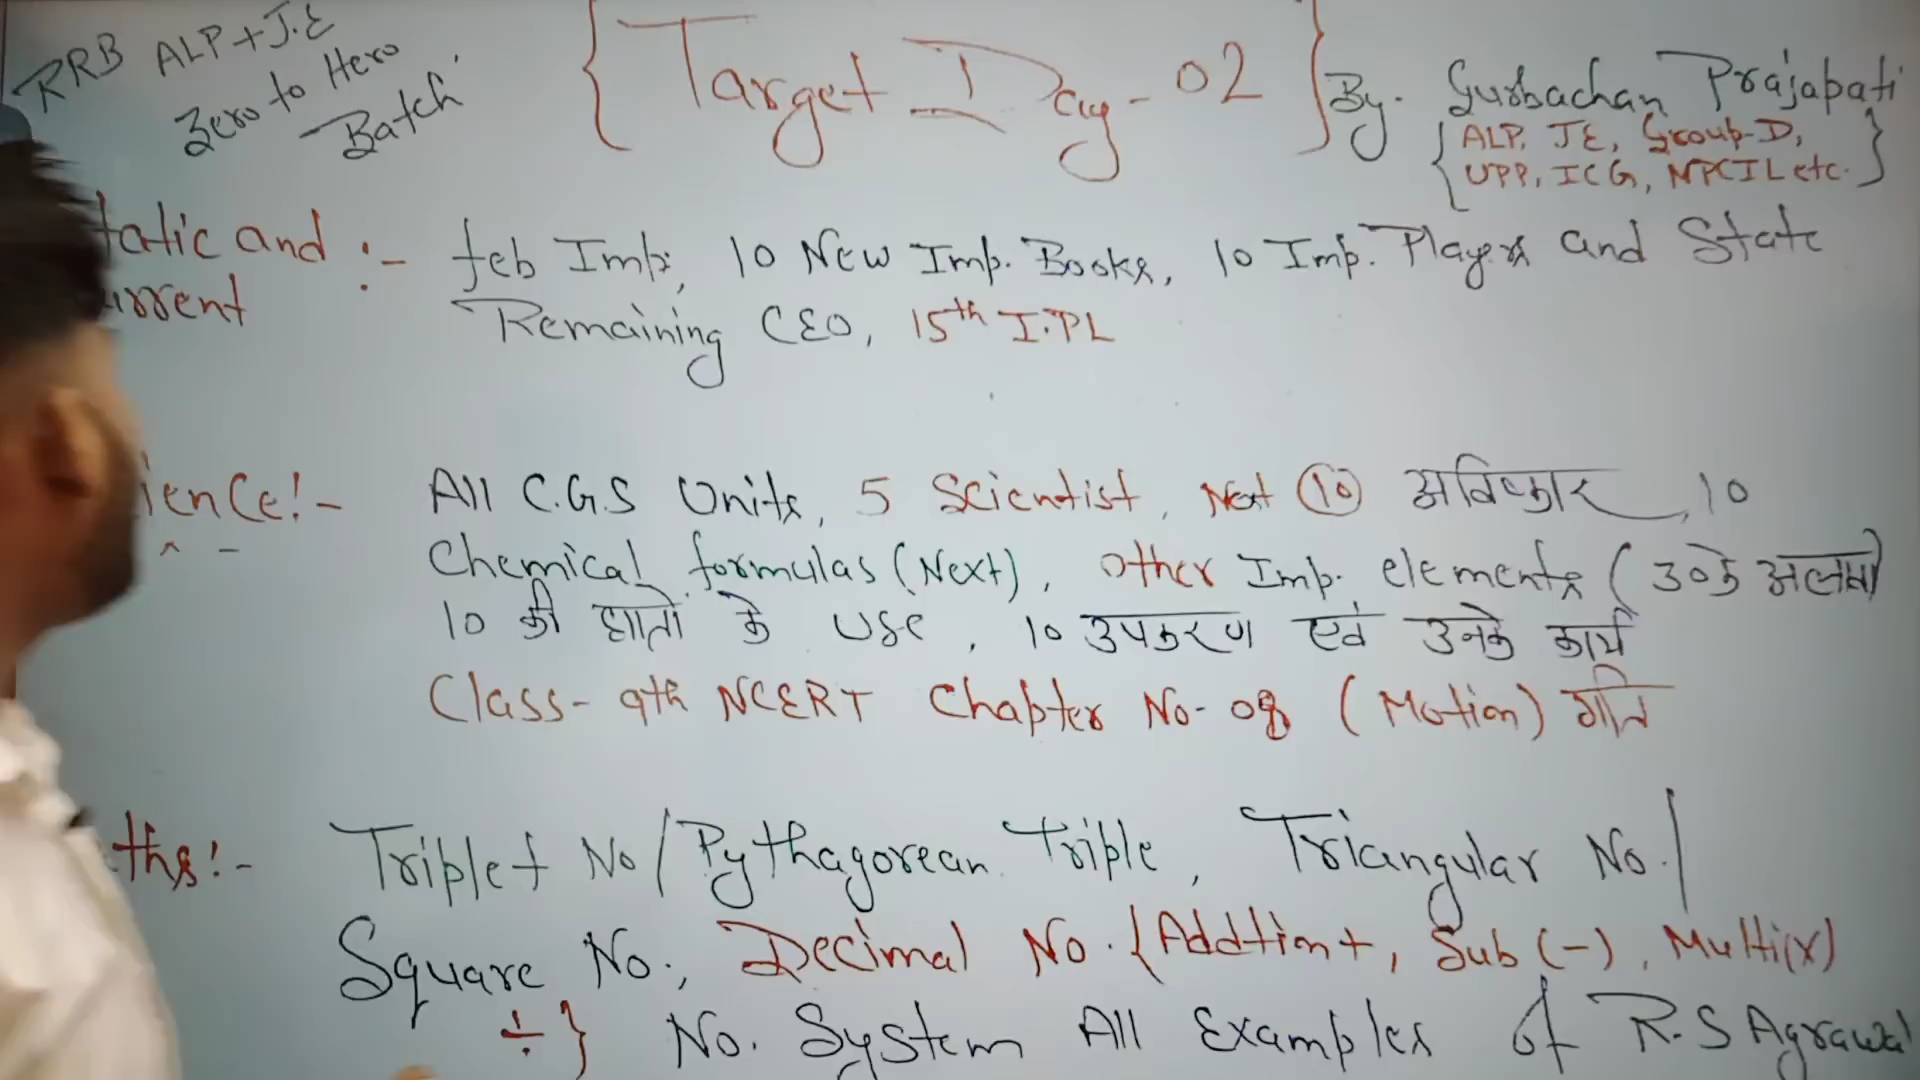 RRB ALP+J.E
Zero to Hero
Batch
{Target Day-02}
By. Gurbachan Prajapati
{ALP, JE, Group-D,
UPP, ICG, NPCIL etc.}
tatic and :- feb Imp, 10 New Imp. Books, 10 Imp. Players and State
urrent Remaining CEO, 15th I.PL
ience!- All C.G.S Units, 5 Scientist, Next 10 अविष्कार, 10
Chemical formulas (Next), Other Imp. elements (उनके अलावा)
10 की धातो के Use, 10 उपकरण एवं उनके कार्य
Class-9th NCERT Chapter No-08 (Motion) गति
ths!- Triplet No/Pythagorean Triple, Triangular No./
Square No., Decimal No. {Addtion+, Sub(-), Multi(x)
÷} No. System All Examples of R.S Agrawal